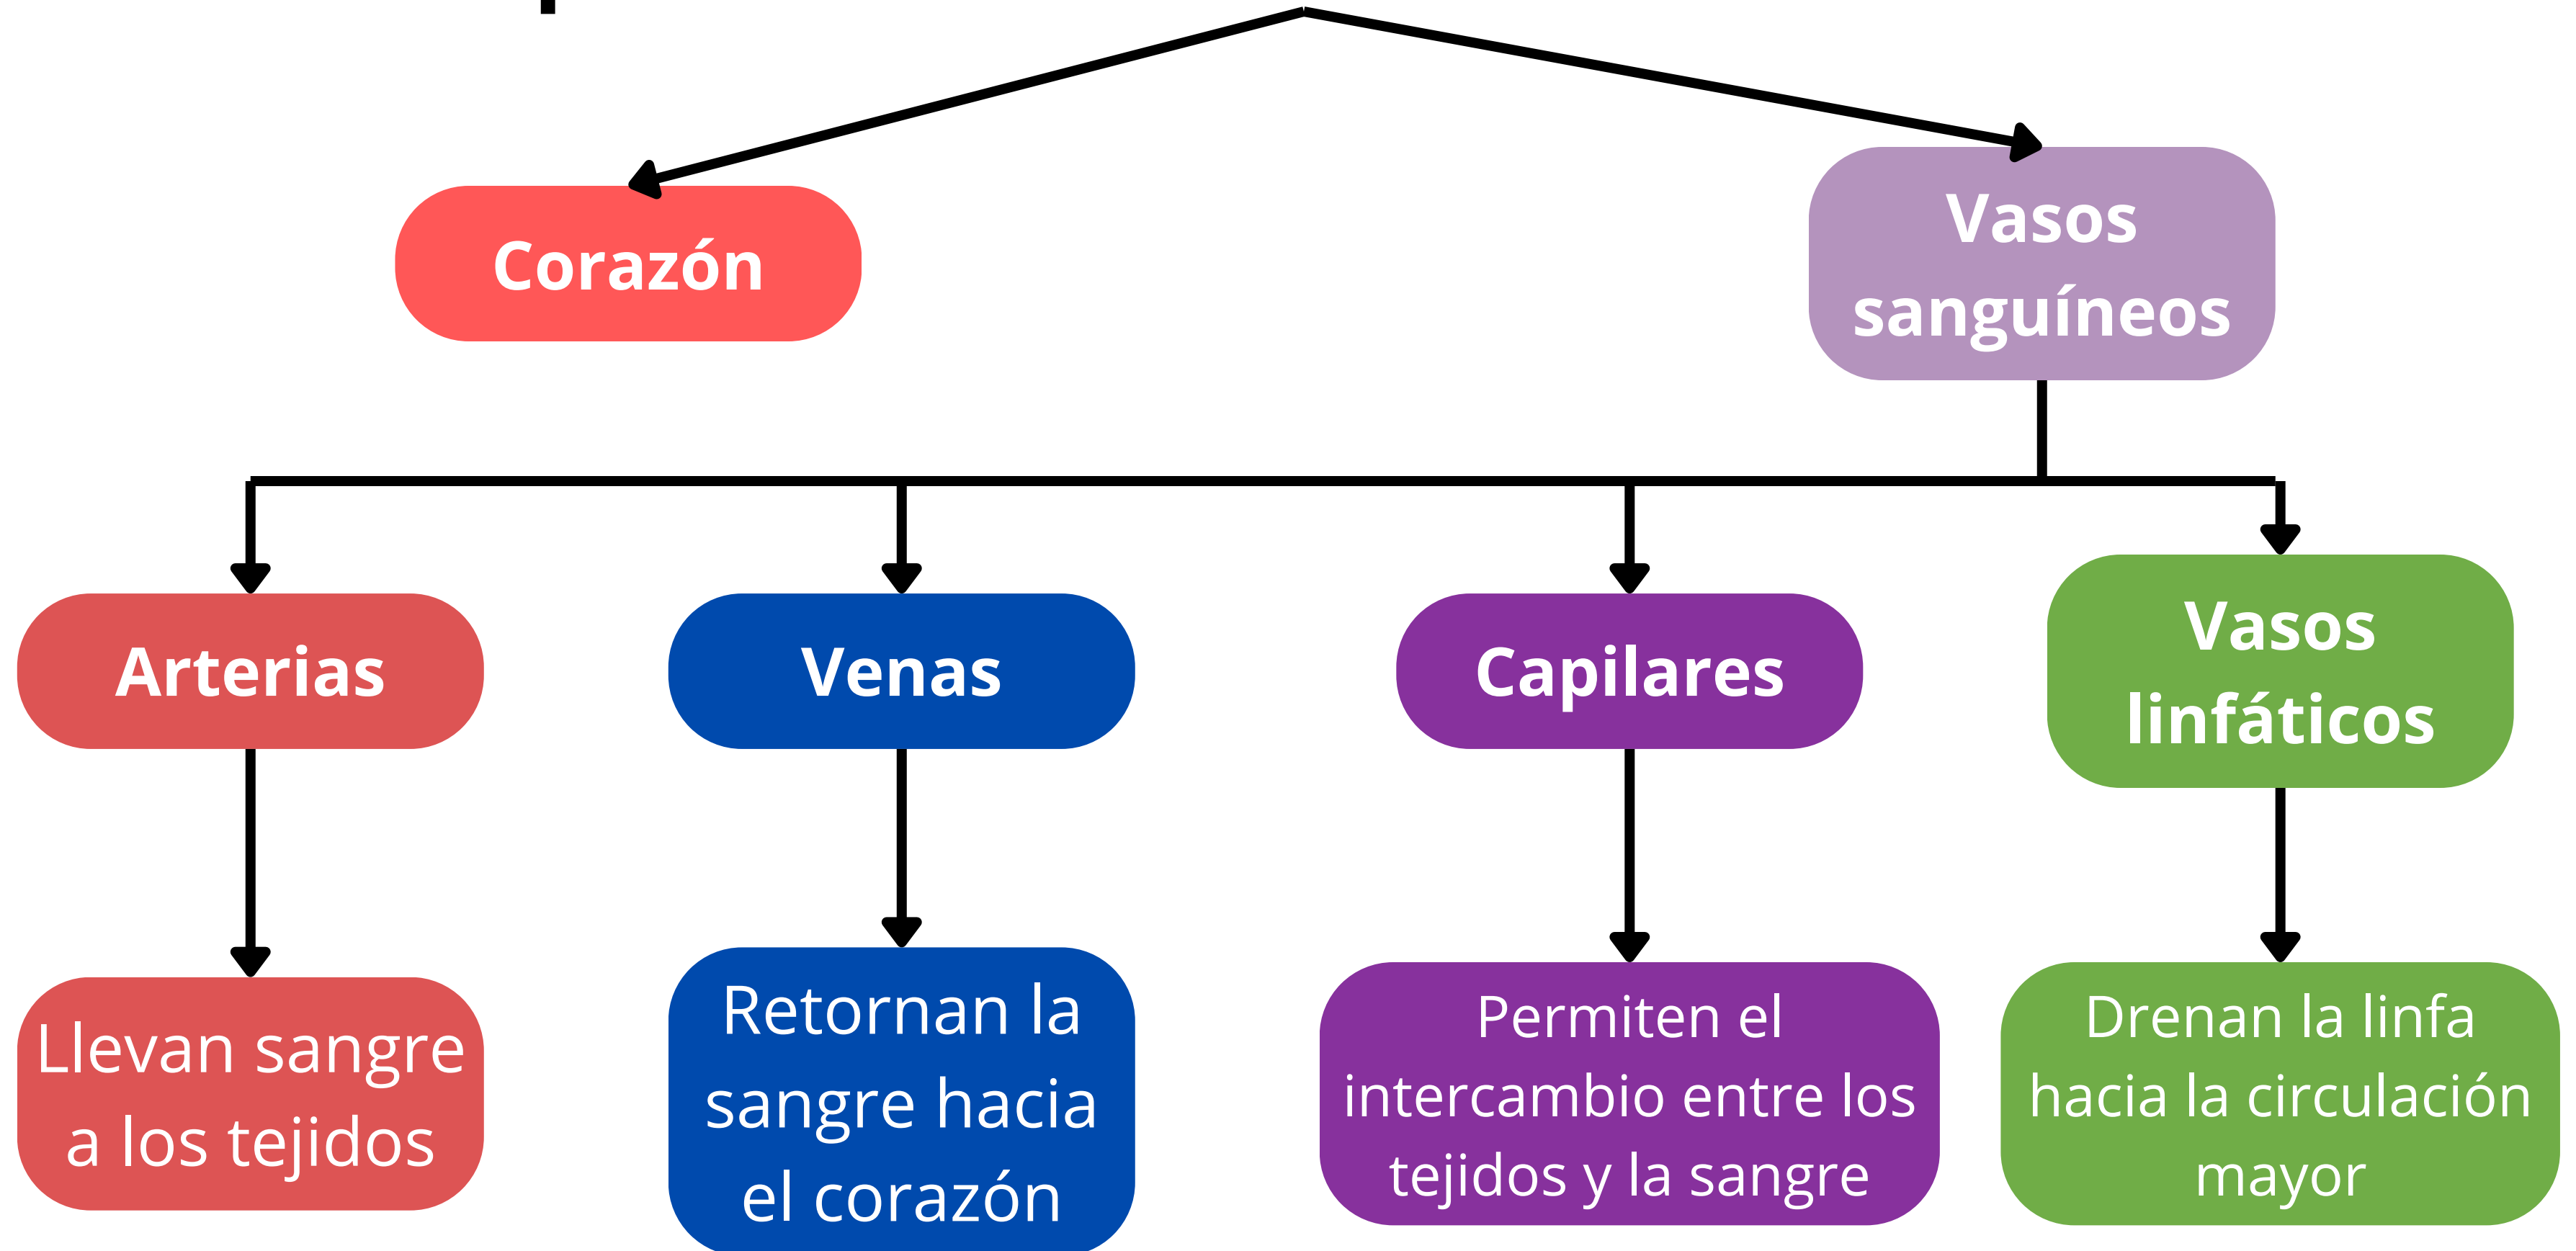 Corazón
Vasos
sanguíneos
Arterias
Venas
Capilares
Vasos
linfáticos
Llevan sangre
a los tejidos
Retornan la
sangre hacia
el corazón
Permiten el
intercambio entre los
tejidos y la sangre
Drenan la linfa
hacia la circulación
mayor